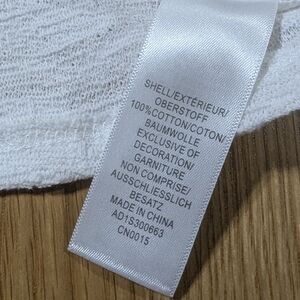 SHELL/EXTÉRIEUR/
OBERSTOFF
100%COTTON/COTON/
BAUMWOLLE
EXCLUSIVE OF
DECORATION/
GARNITURE
NON COMPRISE/
AUSSCHLIESSLICH
BESATZ
MADE IN CHINA
AD1S300663
CN0015